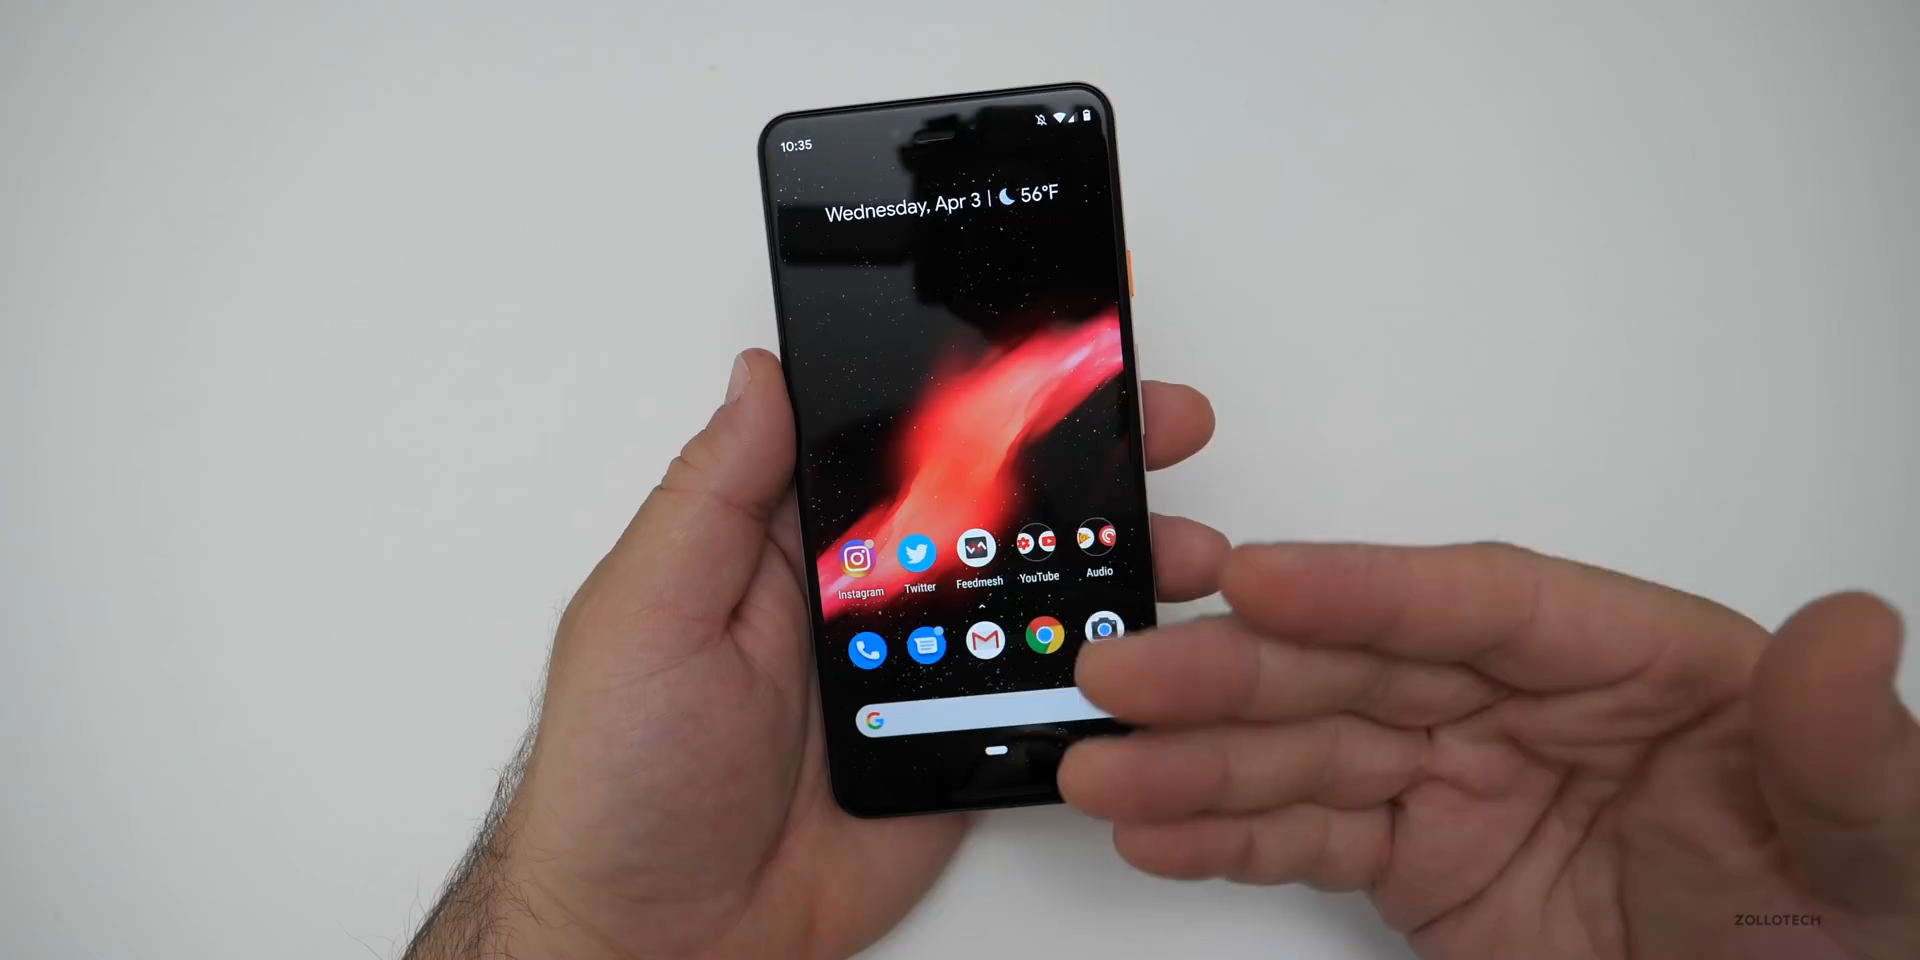 10:35
Wednesday, Apr 3 | 56°F
Instagram
Twitter
Feedmesh
YouTube
Audio
G
ZOLLOTECH